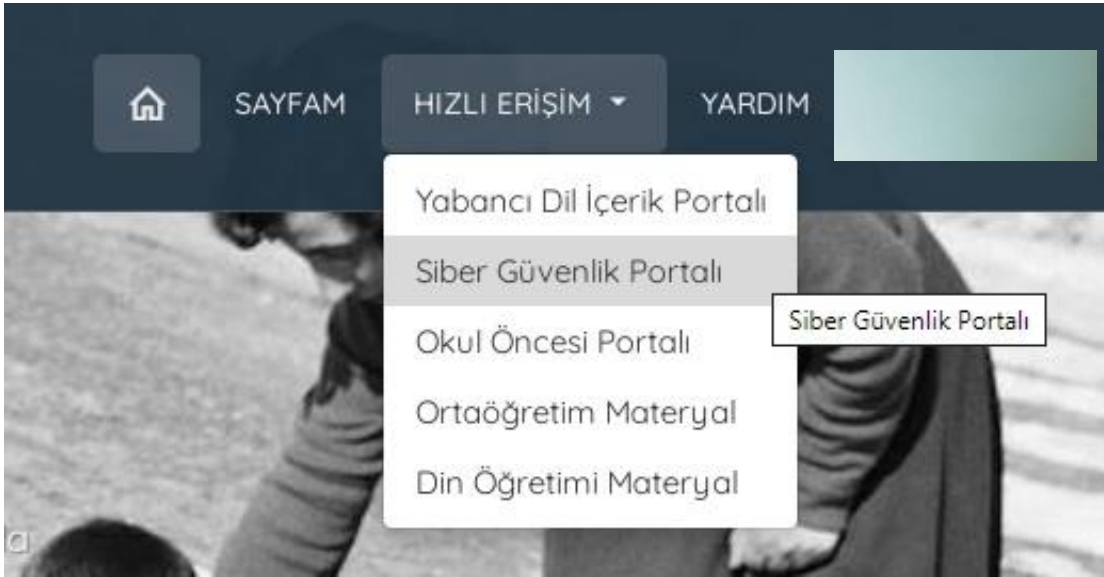 SAYFAM HIZLI ERİŞİM YARDIM
Yabancı Dil İçerik Portalı
Siber Güvenlik Portalı
Siber Güvenlik Portalı
Okul Öncesi Portalı
Ortaöğretim Materyal
Din Öğretimi Materyal
a